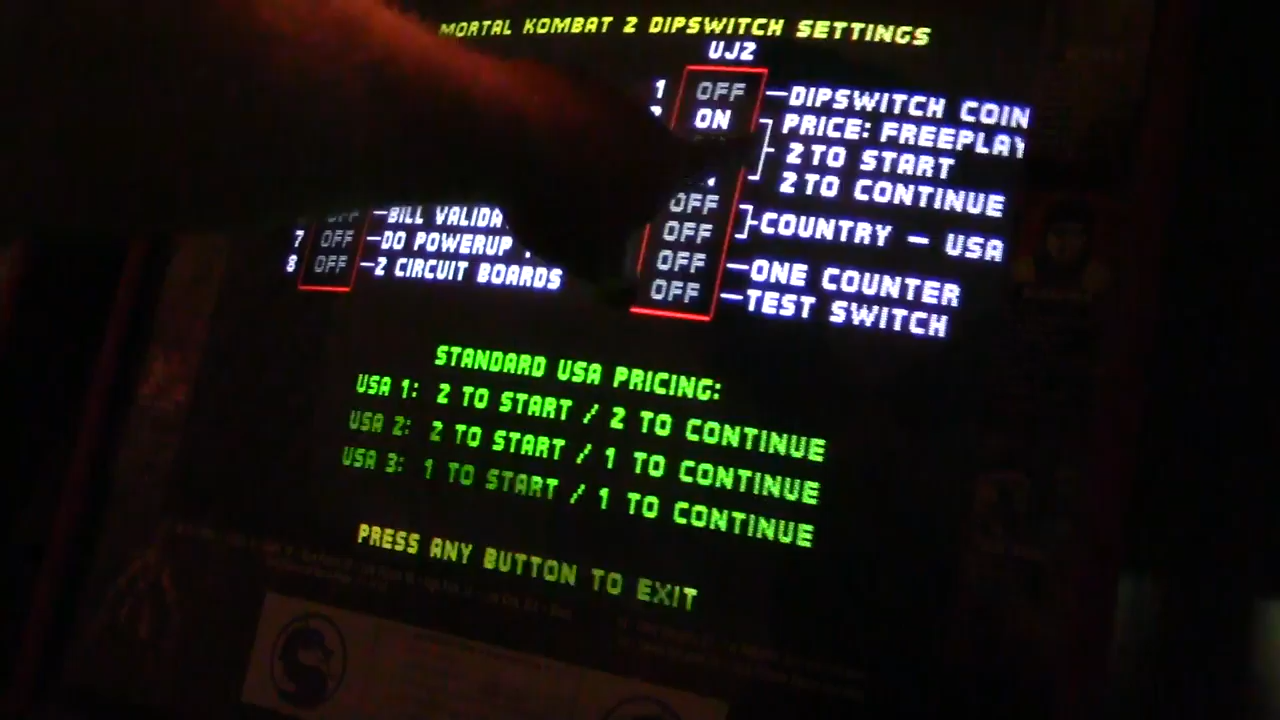 MORTAL KOMBAT 2 DIPSWITCH SETTINGS
UJ2
1 OFF DIPSWITCH COIN
ON PRICE: FREEPLAY
2 TO START
2 TO CONTINUE
OFF
OFF COUNTRY - USA
OFF ONE COUNTER
OFF TEST SWITCH
OFF BILL VALIDA
7 OFF DO POWERUP
8 OFF 2 CIRCUIT BOARDS
STANDARD USA PRICING:
USA 1: 2 TO START / 2 TO CONTINUE
USA 2: 2 TO START / 1 TO CONTINUE
USA 3: 1 TO START / 1 TO CONTINUE
PRESS ANY BUTTON TO EXIT